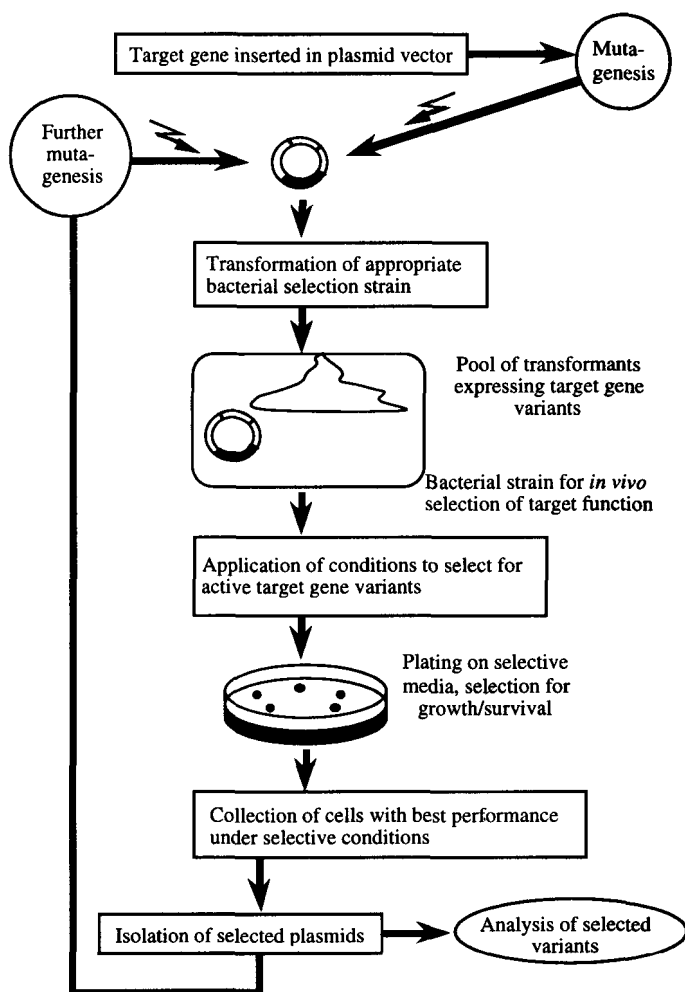 Target gene inserted in plasmid vector
Muta-
genesis
Further
muta-
genesis
Transformation of appropriate
bacterial selection strain
Pool of transformants
expressing target gene
variants
Bacterial strain for in vivo
selection of target function
Application of conditions to select for
active target gene variants
Plating on selective
media, selection for
growth/survival
Collection of cells with best performance
under selective conditions
Isolation of selected plasmids
Analysis of selected
variants